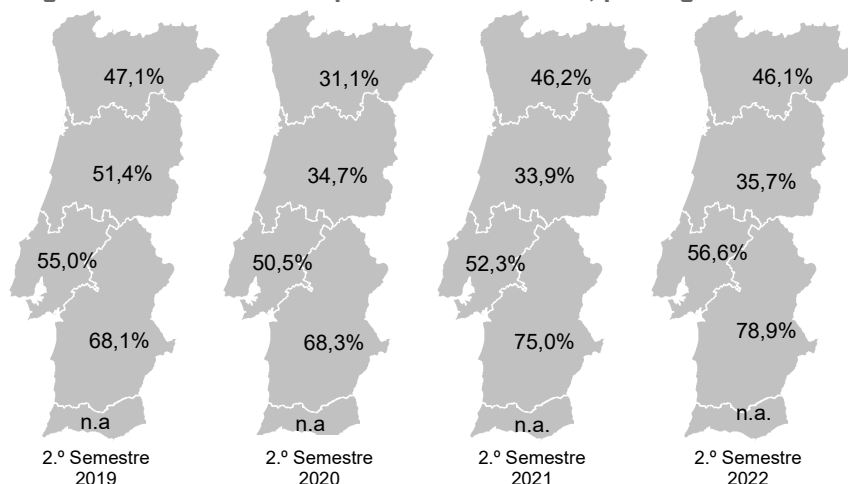 47,1%
51,4%
55,0%
68,1%
n.a
2.º Semestre
2019
31,1%
34,7%
50,5%
68,3%
n.a
2.º Semestre
2020
46,2%
33,9%
52,3%
75,0%
n.a.
2.º Semestre
2021
46,1%
35,7%
56,6%
78,9%
n.a.
2.º Semestre
2022